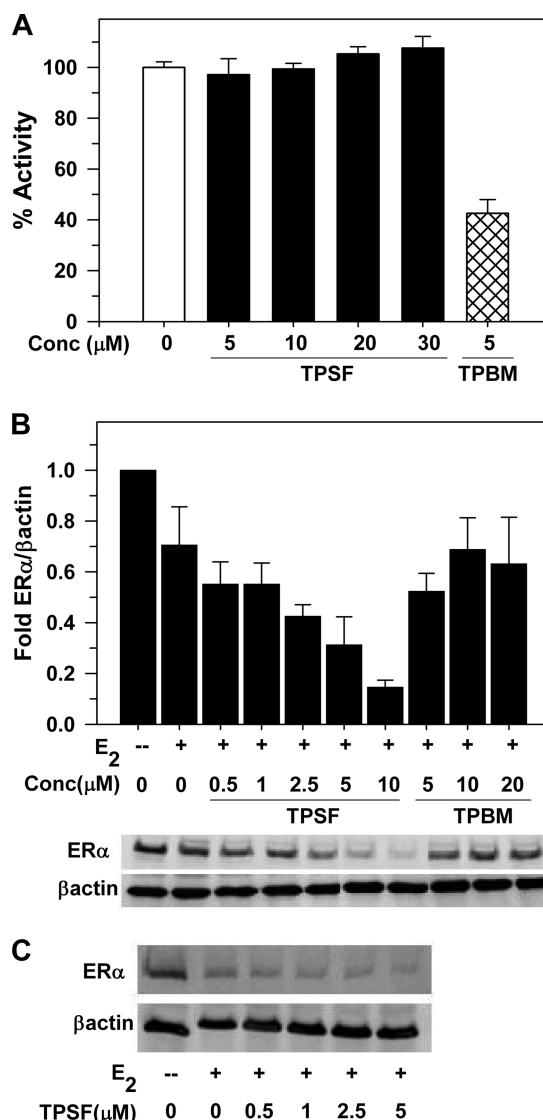 A
% Activity
100
80
60
40
20
0
Conc (μM) 0 5 10 20 30 5
TPSF TPBM
B
Fold ERα/βactin
1.0
0.8
0.6
0.4
0.2
0.0
E2 -- + + + + + + + + +
Conc(μM) 0 0 0.5 1 2.5 5 10 5 10 20
TPSF TPBM
ERα
βactin
C
ERα
βactin
E2 -- + + + + +
TPSF(μM) 0 0 0.5 1 2.5 5